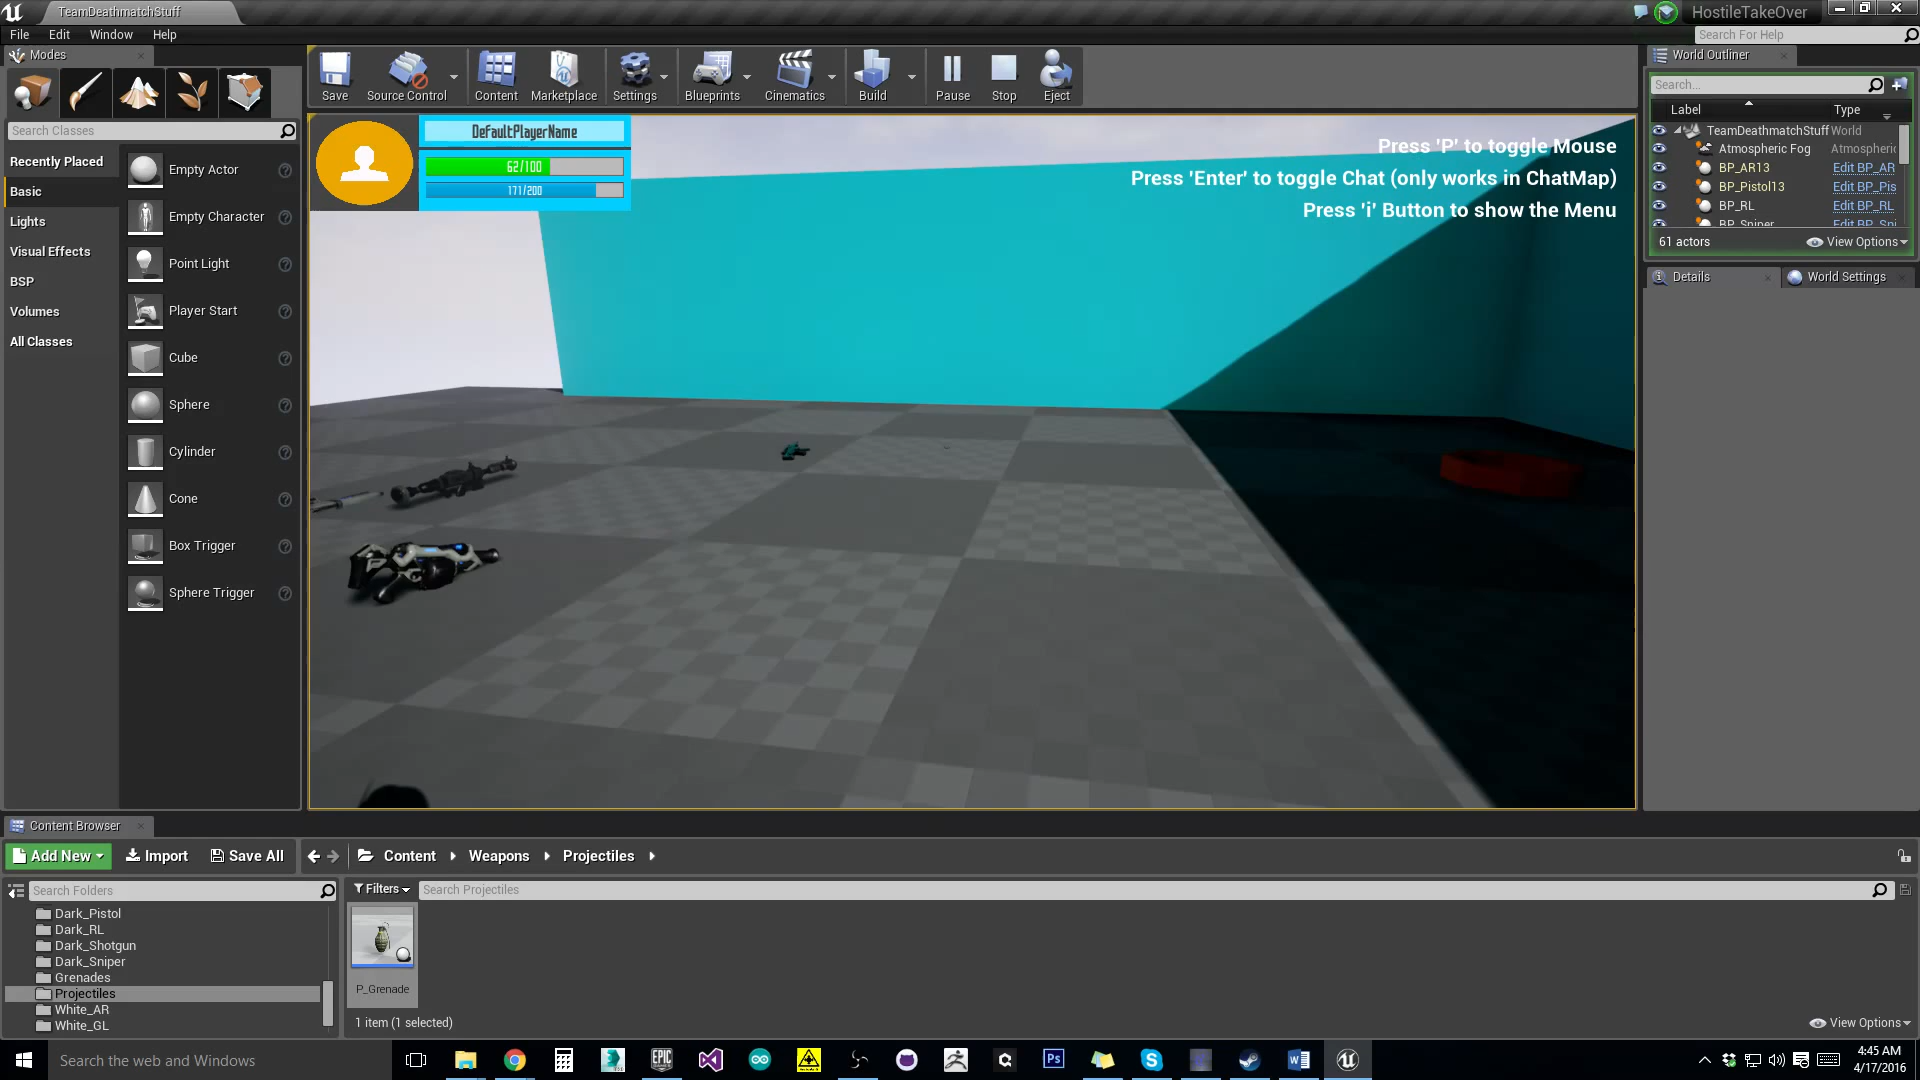 TeamDeathmatchStuff
HostileTakeOver
File Edit Window Help
Search For Help
Modes
World Outliner
Save
Source Control
Content
Marketplace
Settings
Blueprints
Cinematics
Build
Pause
Stop
Eject
Search Classes
Recently Placed
Basic
Lights
Visual Effects
BSP
Volumes
All Classes
Empty Actor
Empty Character
Point Light
Player Start
Cube
Sphere
Cylinder
Cone
Box Trigger
Sphere Trigger
DefaultPlayerName
62/100
171/200
Press 'P' to toggle Mouse
Press 'Enter' to toggle Chat (only works in ChatMap)
Press 'i' Button to show the Menu
Search...
Label Type
TeamDeathmatchStuff World
Atmospheric Fog Atmospheric
BP_AR13 Edit BP_AR
BP_Pistol13 Edit BP_Pis
BP_RL Edit BP_RL
BP_Sniper Edit BP_Sni
61 actors View Options
Details World Settings
Content Browser
Add New Import Save All Content Weapons Projectiles
Search Folders
Filters Search Projectiles
Dark_Pistol
Dark_RL
Dark_Shotgun
Dark_Sniper
Grenades
Projectiles
White_AR
White_GL
P_Grenade
1 item (1 selected)
View Options
Search the web and Windows
EPIC
GAMES
Ps
4:45 AM
4/17/2016